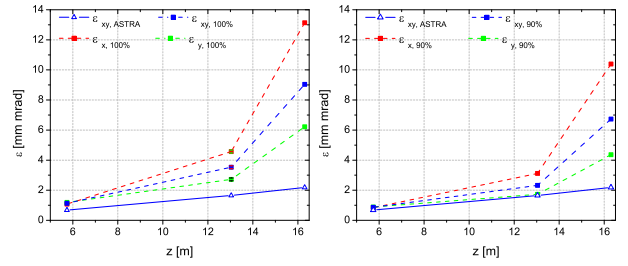 ε xy, ASTRA
ε xy, 100%
ε x, 100%
ε y, 100%
14
12
10
8
6
4
2
0
ε [mm mrad]
6 8 10 12 14 16
z [m]
ε xy, ASTRA
ε xy, 90%
ε x, 90%
ε y, 90%
14
12
10
8
6
4
2
0
ε [mm mrad]
6 8 10 12 14 16
z [m]